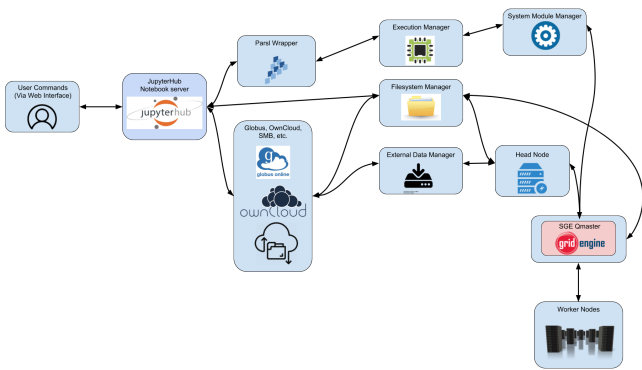 User Commands
(Via Web Interface)
JupyterHub
Notebook server
jupyterhub
Parsl Wrapper
Execution Manager
System Module Manager
Filesystem Manager
Globus, OwnCloud,
SMB, etc.
g
globus online
ownCloud
External Data Manager
Head Node
SGE Qmaster
grid engine
Worker Nodes